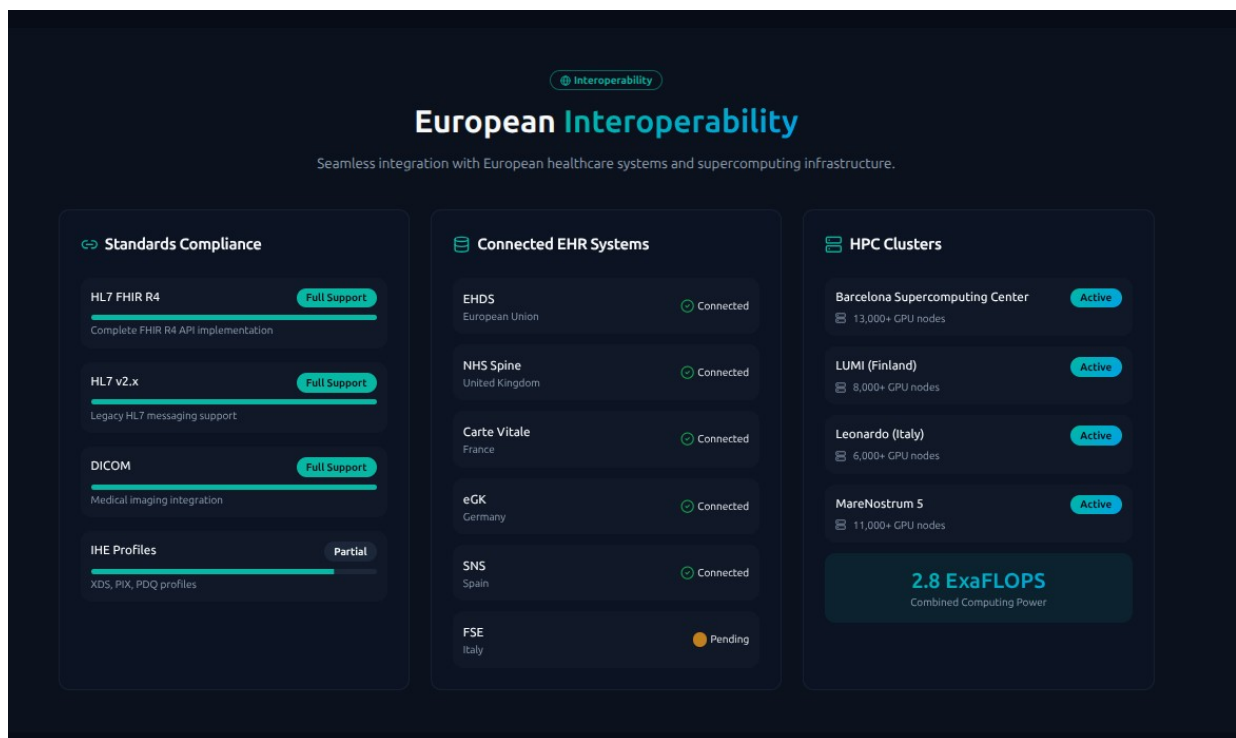 Interoperability
European Interoperability
Seamless integration with European healthcare systems and supercomputing infrastructure.
Standards Compliance
HL7 FHIR R4
Full Support
Complete FHIR R4 API implementation
HL7 v2.x
Full Support
Legacy HL7 messaging support
DICOM
Full Support
Medical imaging integration
IHE Profiles
Partial
XDS, PIX, PDQ profiles
Connected EHR Systems
EHDS
Connected
European Union
NHS Spine
Connected
United Kingdom
Carte Vitale
Connected
France
eGK
Connected
Germany
SNS
Connected
Spain
FSE
Pending
Italy
HPC Clusters
Barcelona Supercomputing Center
Active
13,000+ GPU nodes
LUMI (Finland)
Active
8,000+ GPU nodes
Leonardo (Italy)
Active
6,000+ GPU nodes
MareNostrum 5
Active
11,000+ GPU nodes
2.8 ExaFLOPS
Combined Computing Power